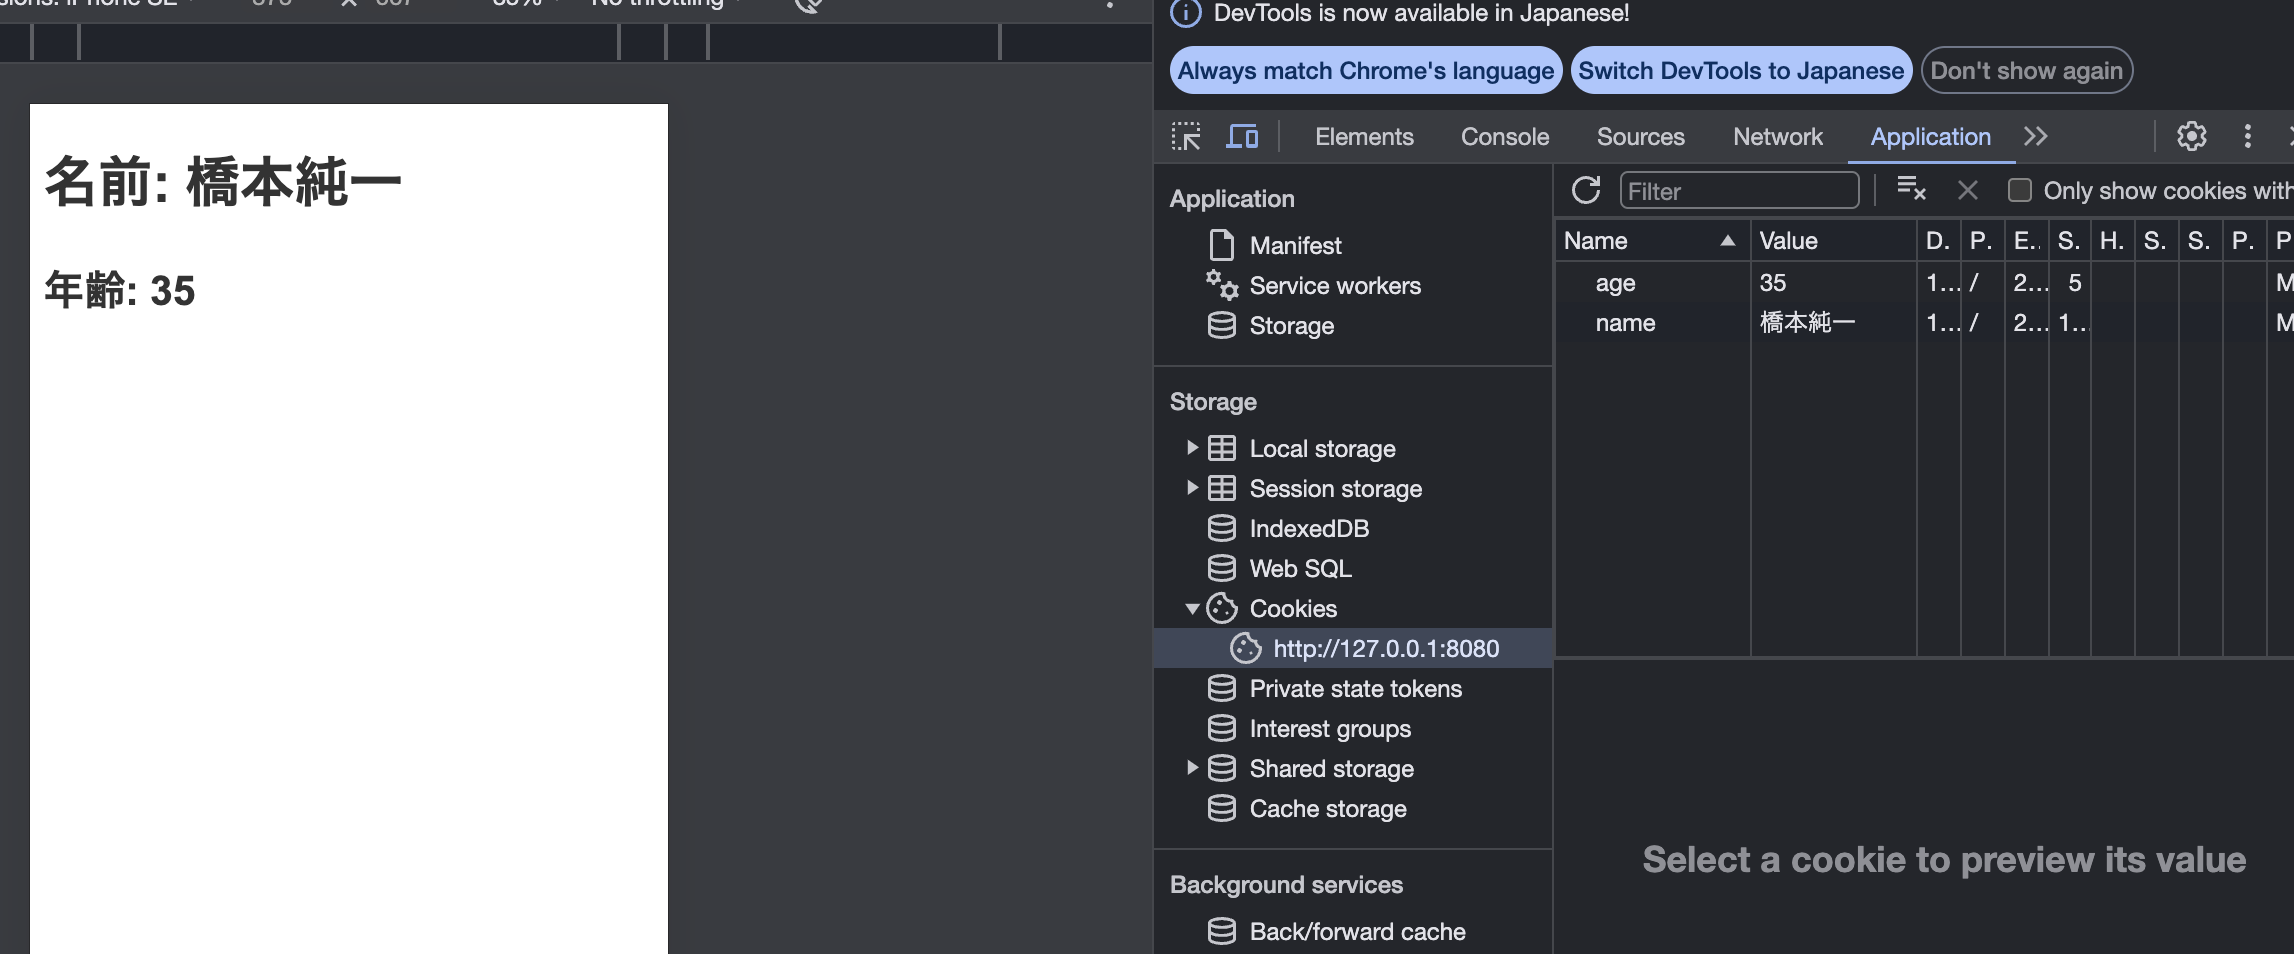 DevTools is now available in Japanese!
Always match Chrome's language Switch DevTools to Japanese Don't show again
Elements Console Sources Network Application
名前: 橋本純一
年齢: 35
Application
Manifest
Service workers
Storage
Storage
Local storage
Session storage
IndexedDB
Web SQL
Cookies
http://127.0.0.1:8080
Private state tokens
Interest groups
Shared storage
Cache storage
Background services
Back/forward cache
Filter Only show cookies with
Name Value D. P. E.. S. H. S. S. P. P
age 35 1... / 2... 5 M
name 橋本純一 1... / 2... 1... M
Select a cookie to preview its value